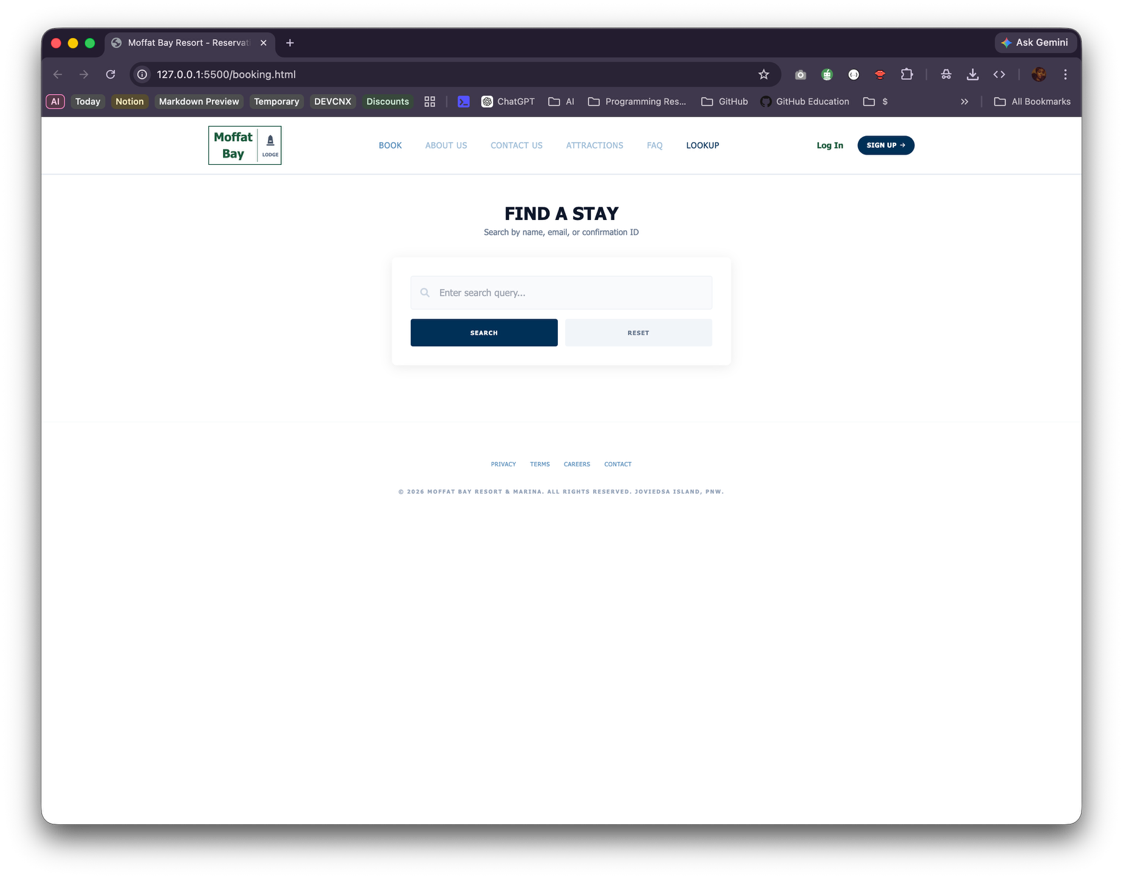 Moffat Bay Resort - Reservat
Ask Gemini
127.0.0.1:5500/booking.html
AI
Today
Notion
Markdown Preview
Temporary
DEVCNX
Discounts
ChatGPT
AI
Programming Res...
GitHub
GitHub Education
$
All Bookmarks
Moffat
Bay
LODGE
BOOK
ABOUT US
CONTACT US
ATTRACTIONS
FAQ
LOOKUP
Log In
SIGN UP →
FIND A STAY
Search by name, email, or confirmation ID
Enter search query...
SEARCH
RESET
PRIVACY
TERMS
CAREERS
CONTACT
© 2026 MOFFAT BAY RESORT & MARINA. ALL RIGHTS RESERVED. JOVIEDSA ISLAND, PNW.